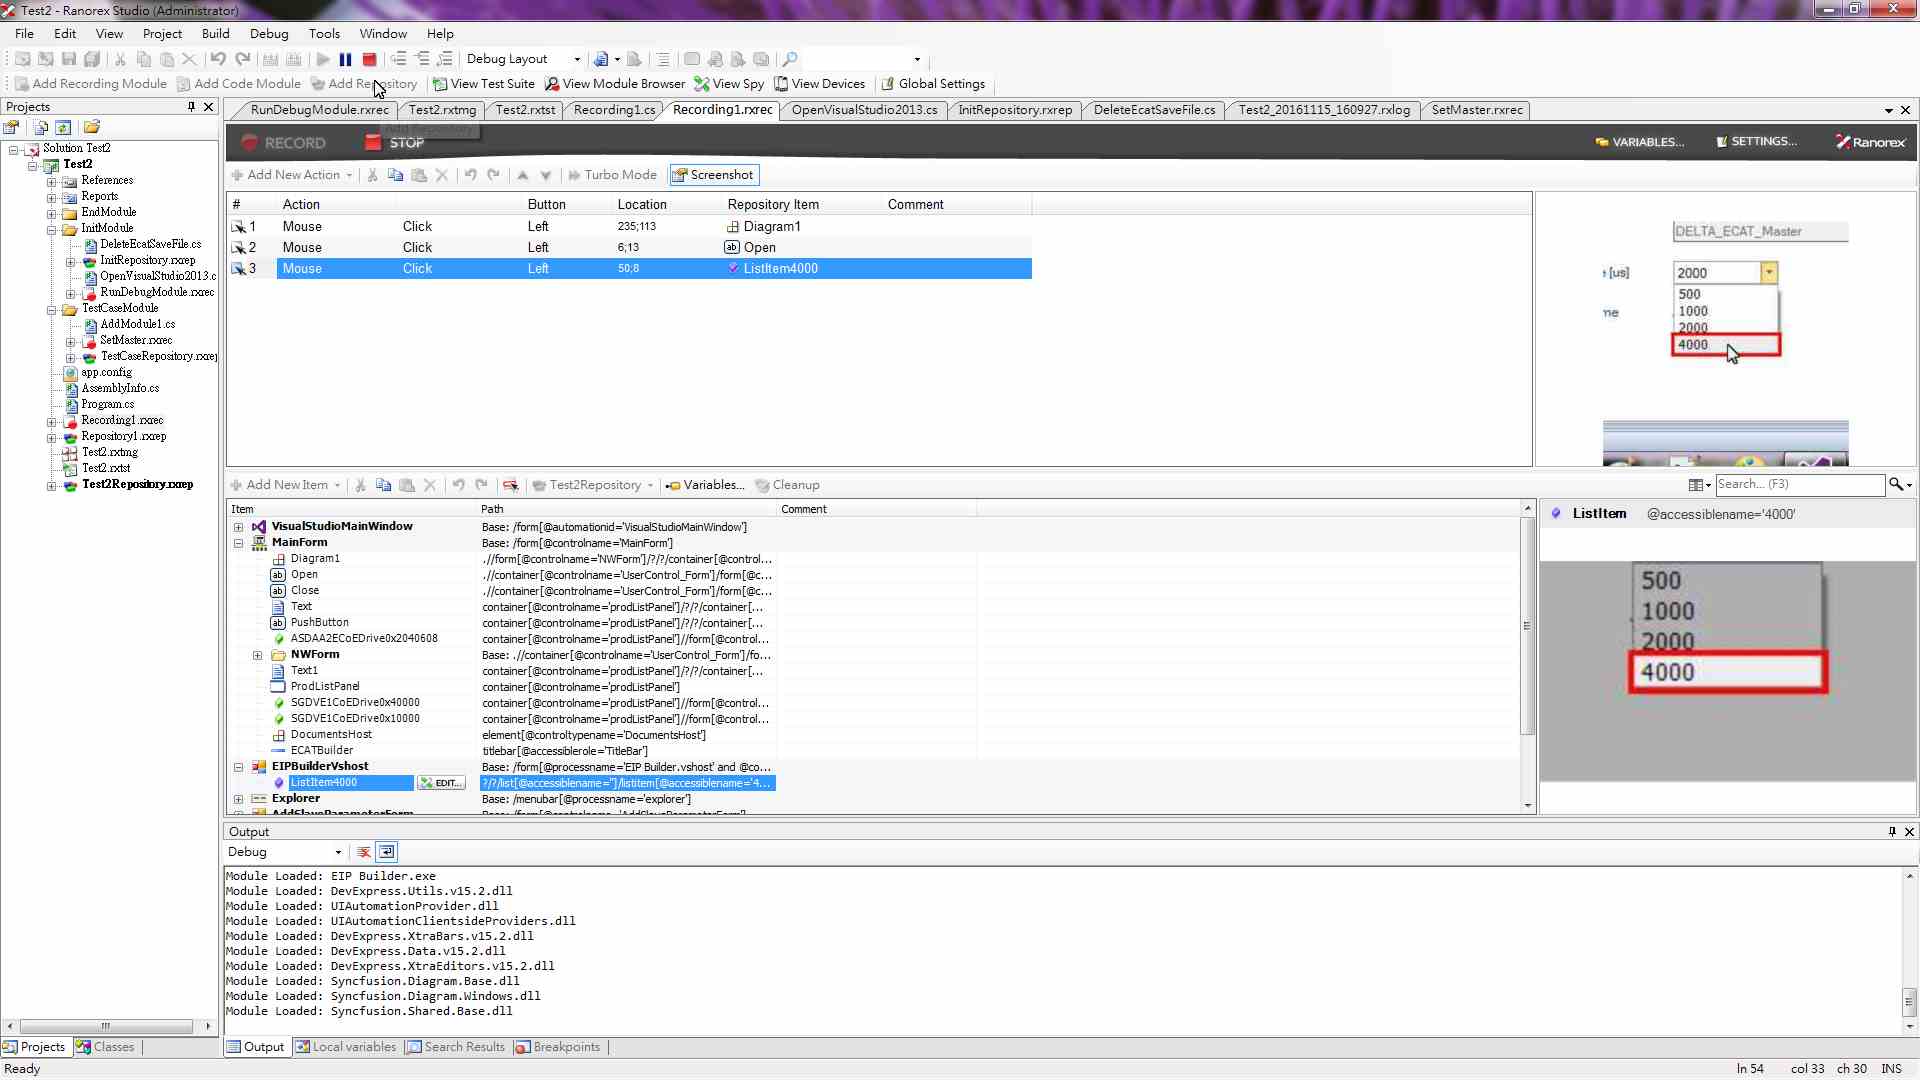 Test2 - Ranorex Studio (Administrator)
File Edit View Project Build Debug Tools Window Help
Debug Layout
Add Recording Module Add Code Module Add Repository View Test Suite View Module Browser View Spy View Devices Global Settings
Projects
RunDebugModule.rxrec Test2.rxtmg Test2.rxtst Recording1.cs Recording1.rxrec OpenVisualStudio2013.cs InitRepository.rxrep DeleteEcatSaveFile.cs Test2_20161115_160927.rxlog SetMaster.rxrec
Add Repository
RECORD STOP VARIABLES... SETTINGS... Ranorex
Add New Action Turbo Mode Screenshot
# Action Button Location Repository Item Comment
1 Mouse Click Left 235;113 Diagram1
2 Mouse Click Left 6;13 ab Open
3 Mouse Click Left 50;8 ListItem4000
Solution Test2
Test2
References
Reports
EndModule
InitModule
DeleteEcatSaveFile.cs
InitRepository.rxrep
OpenVisualStudio2013.c
RunDebugModule.rxrec
TestCaseModule
AddModule1.cs
SetMaster.rxrec
TestCaseRepository.rxrep
app.config
AssemblyInfo.cs
Program.cs
Recording1.rxrec
Repository1.rxrep
Test2.rxtmg
Test2.rxtst
Test2Repository.rxrep
DELTA_ECAT_Master
[us] 2000
500
me 1000
2000
4000
Add New Item Test2Repository Variables... Cleanup Search... (F3)
Item Path Comment
VisualStudioMainWindow Base: /form[@automationid='VisualStudioMainWindow']
MainForm Base: /form[@controlname='MainForm']
Diagram1 .//form[@controlname='NWForm']/?/?/container[@control...
ab Open .//container[@controlname='UserControl_Form']/form[@c...
ab Close .//container[@controlname='UserControl_Form']/form[@c...
Text container[@controlname='prodListPanel']/?/?/container[...
ab PushButton container[@controlname='prodListPanel']/?/?/container[...
ASDAA2ECoEDrive0x2040608 container[@controlname='prodListPanel']//form[@control...
NWForm Base: .//container[@controlname='UserControl_Form']/fo...
Text1 container[@controlname='prodListPanel']/?/?/container[...
ProdListPanel container[@controlname='prodListPanel']
SGDVE1CoEDrive0x40000 container[@controlname='prodListPanel']//form[@control...
SGDVE1CoEDrive0x10000 container[@controlname='prodListPanel']//form[@control...
DocumentsHost element[@controltypename='DocumentsHost']
ECATBuilder titlebar[@accessiblerole='TitleBar']
EIPBuilderVshost Base: /form[@processname='EIP Builder.vshost' and @co...
ListItem4000 EDIT... ?/?/list[@accessiblename='']/listitem[@accessiblename='4...
Explorer Base: /menubar[@processname='explorer']
AddSlaveParameterForm Base: /form[@controlname='AddSlaveParameterForm']
ListItem @accessiblename='4000'
500
1000
2000
4000
Output
Debug
Module Loaded: EIP Builder.exe
Module Loaded: DevExpress.Utils.v15.2.dll
Module Loaded: UIAutomationProvider.dll
Module Loaded: UIAutomationClientsideProviders.dll
Module Loaded: DevExpress.XtraBars.v15.2.dll
Module Loaded: DevExpress.Data.v15.2.dll
Module Loaded: DevExpress.XtraEditors.v15.2.dll
Module Loaded: Syncfusion.Diagram.Base.dll
Module Loaded: Syncfusion.Diagram.Windows.dll
Module Loaded: Syncfusion.Shared.Base.dll
Projects Classes Output Local variables Search Results Breakpoints
Ready ln 54 col 33 ch 30 INS